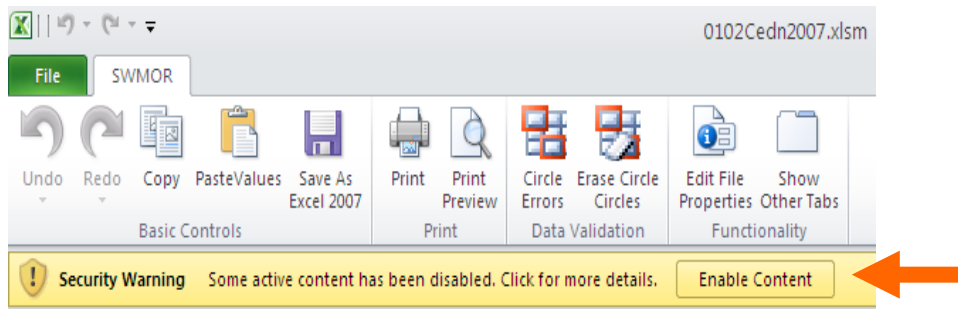 0102Cedn2007.xlsm
File SWMOR
Undo Redo Copy PasteValues Save As Print Print Circle Erase Circle Edit File Show
Excel 2007 Preview Errors Circles Properties Other Tabs
Basic Controls Print Data Validation Functionality
Security Warning Some active content has been disabled. Click for more details. Enable Content